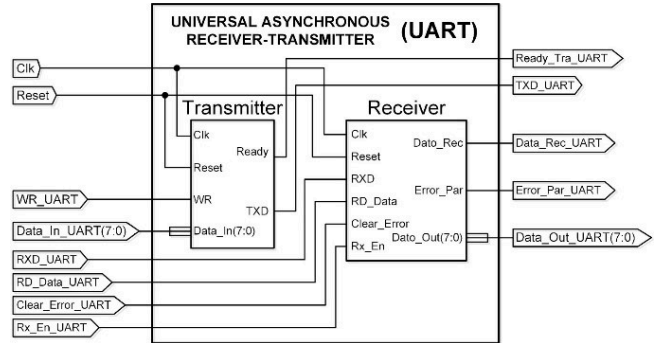 UNIVERSAL ASYNCHRONOUS
RECEIVER-TRANSMITTER (UART)
Clk
Reset
WR_UART
Data_In_UART(7:0)
RXD_UART
RD_Data_UART
Clear_Error_UART
Rx_En_UART
Transmitter
Clk
Reset
WR
Data_In(7:0)
Ready
TXD
Receiver
Clk
Reset
RXD
RD_Data
Clear_Error
Rx_En
Dato_Rec
Error_Par
Dato_Out(7:0)
Ready_Tra_UART
TXD_UART
Data_Rec_UART
Error_Par_UART
Data_Out_UART(7:0)